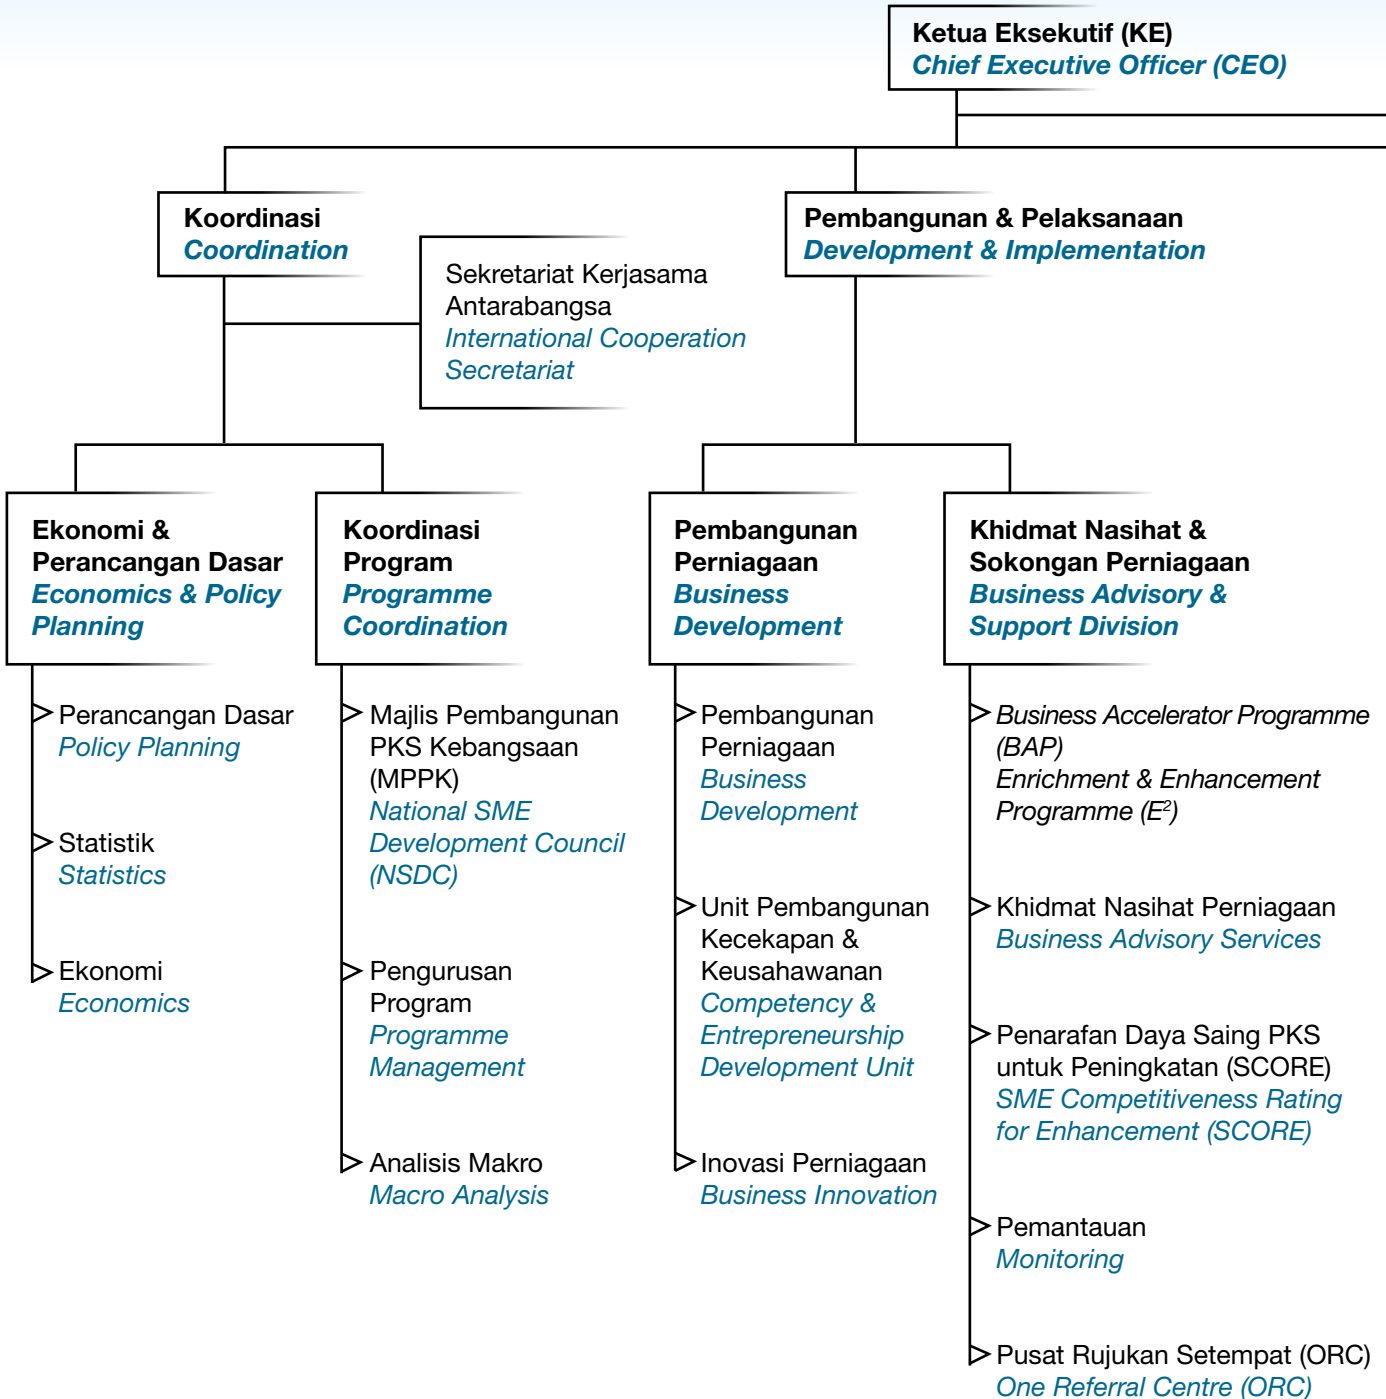 Ketua Eksekutif (KE)
Chief Executive Officer (CEO)
Koordinasi
Coordination
Pembangunan & Pelaksanaan
Development & Implementation
Sekretariat Kerjasama
Antarabangsa
International Cooperation
Secretariat
Ekonomi &
Perancangan Dasar
Economics & Policy
Planning
Koordinasi
Program
Programme
Coordination
Pembangunan
Perniagaan
Business
Development
Khidmat Nasihat &
Sokongan Perniagaan
Business Advisory &
Support Division
Perancangan Dasar
Policy Planning
Statistik
Statistics
Ekonomi
Economics
Majlis Pembangunan
PKS Kebangsaan
(MPPK)
National SME
Development Council
(NSDC)
Pengurusan
Program
Programme
Management
Analisis Makro
Macro Analysis
Pembangunan
Perniagaan
Business
Development
Unit Pembangunan
Kecekapan &
Keusahawanan
Competency &
Entrepreneurship
Development Unit
Inovasi Perniagaan
Business Innovation
Business Accelerator Programme
(BAP)
Enrichment & Enhancement
Programme (E²)
Khidmat Nasihat Perniagaan
Business Advisory Services
Penarafan Daya Saing PKS
untuk Peningkatan (SCORE)
SME Competitiveness Rating
for Enhancement (SCORE)
Pemantauan
Monitoring
Pusat Rujukan Setempat (ORC)
One Referral Centre (ORC)